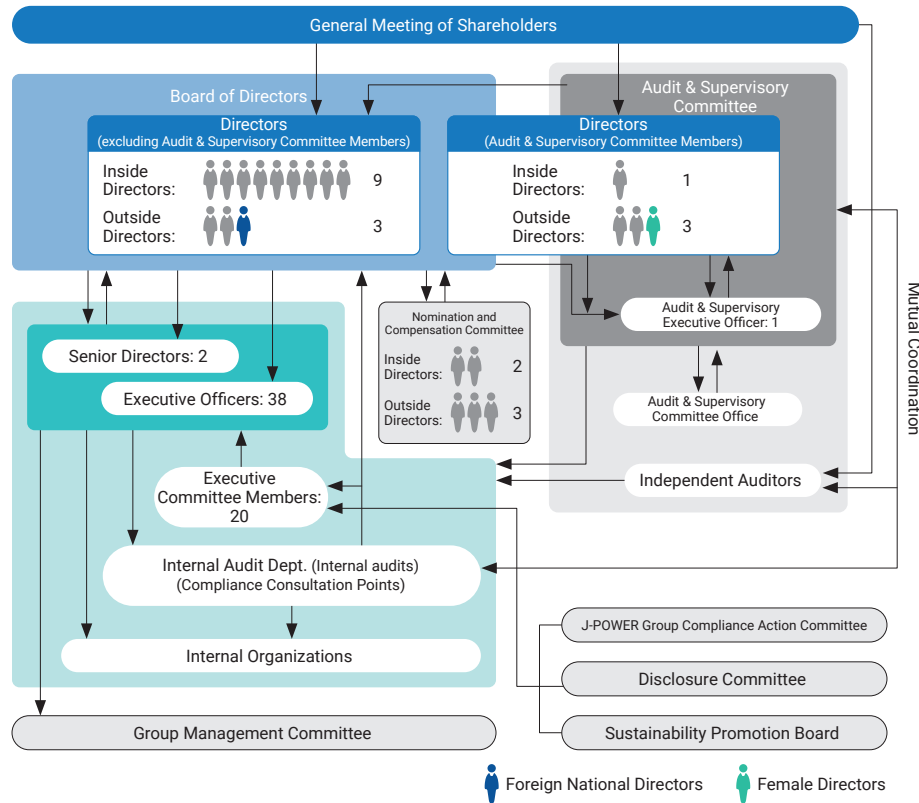 General Meeting of Shareholders
Board of Directors
Audit & Supervisory
Committee
Directors
(excluding Audit & Supervisory Committee Members)
Inside
Directors:
9
Outside
Directors:
3
Directors
(Audit & Supervisory Committee Members)
Inside
Directors:
1
Outside
Directors:
3
Mutual Coordination
Nomination and
Compensation Committee
Inside
Directors:
2
Outside
Directors:
3
Audit & Supervisory
Executive Officer: 1
Audit & Supervisory
Committee Office
Senior Directors: 2
Executive Officers: 38
Executive
Committee Members:
20
Independent Auditors
Internal Audit Dept. (Internal audits)
(Compliance Consultation Points)
Internal Organizations
J-POWER Group Compliance Action Committee
Disclosure Committee
Sustainability Promotion Board
Group Management Committee
Foreign National Directors
Female Directors